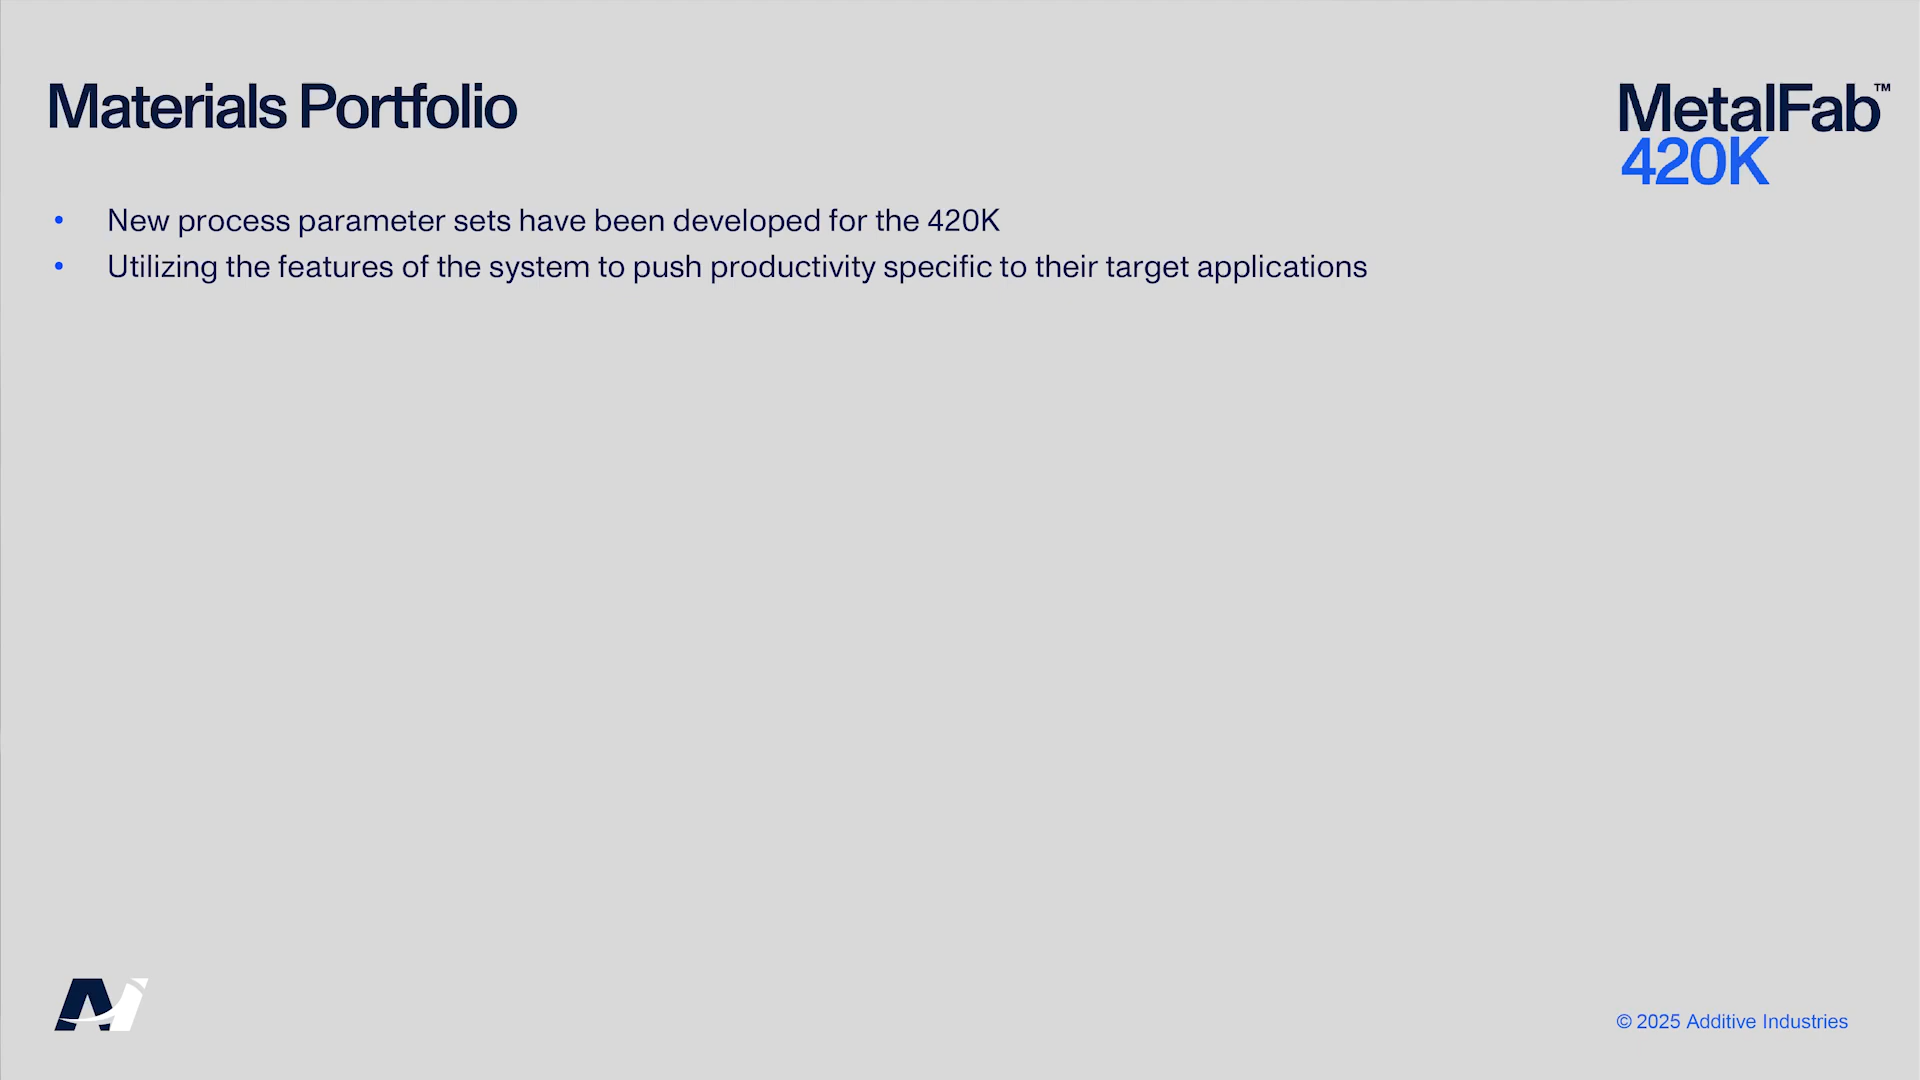 Materials Portfolio
MetalFab™
420K
• New process parameter sets have been developed for the 420K
• Utilizing the features of the system to push productivity specific to their target applications
Ai
© 2025 Additive Industries